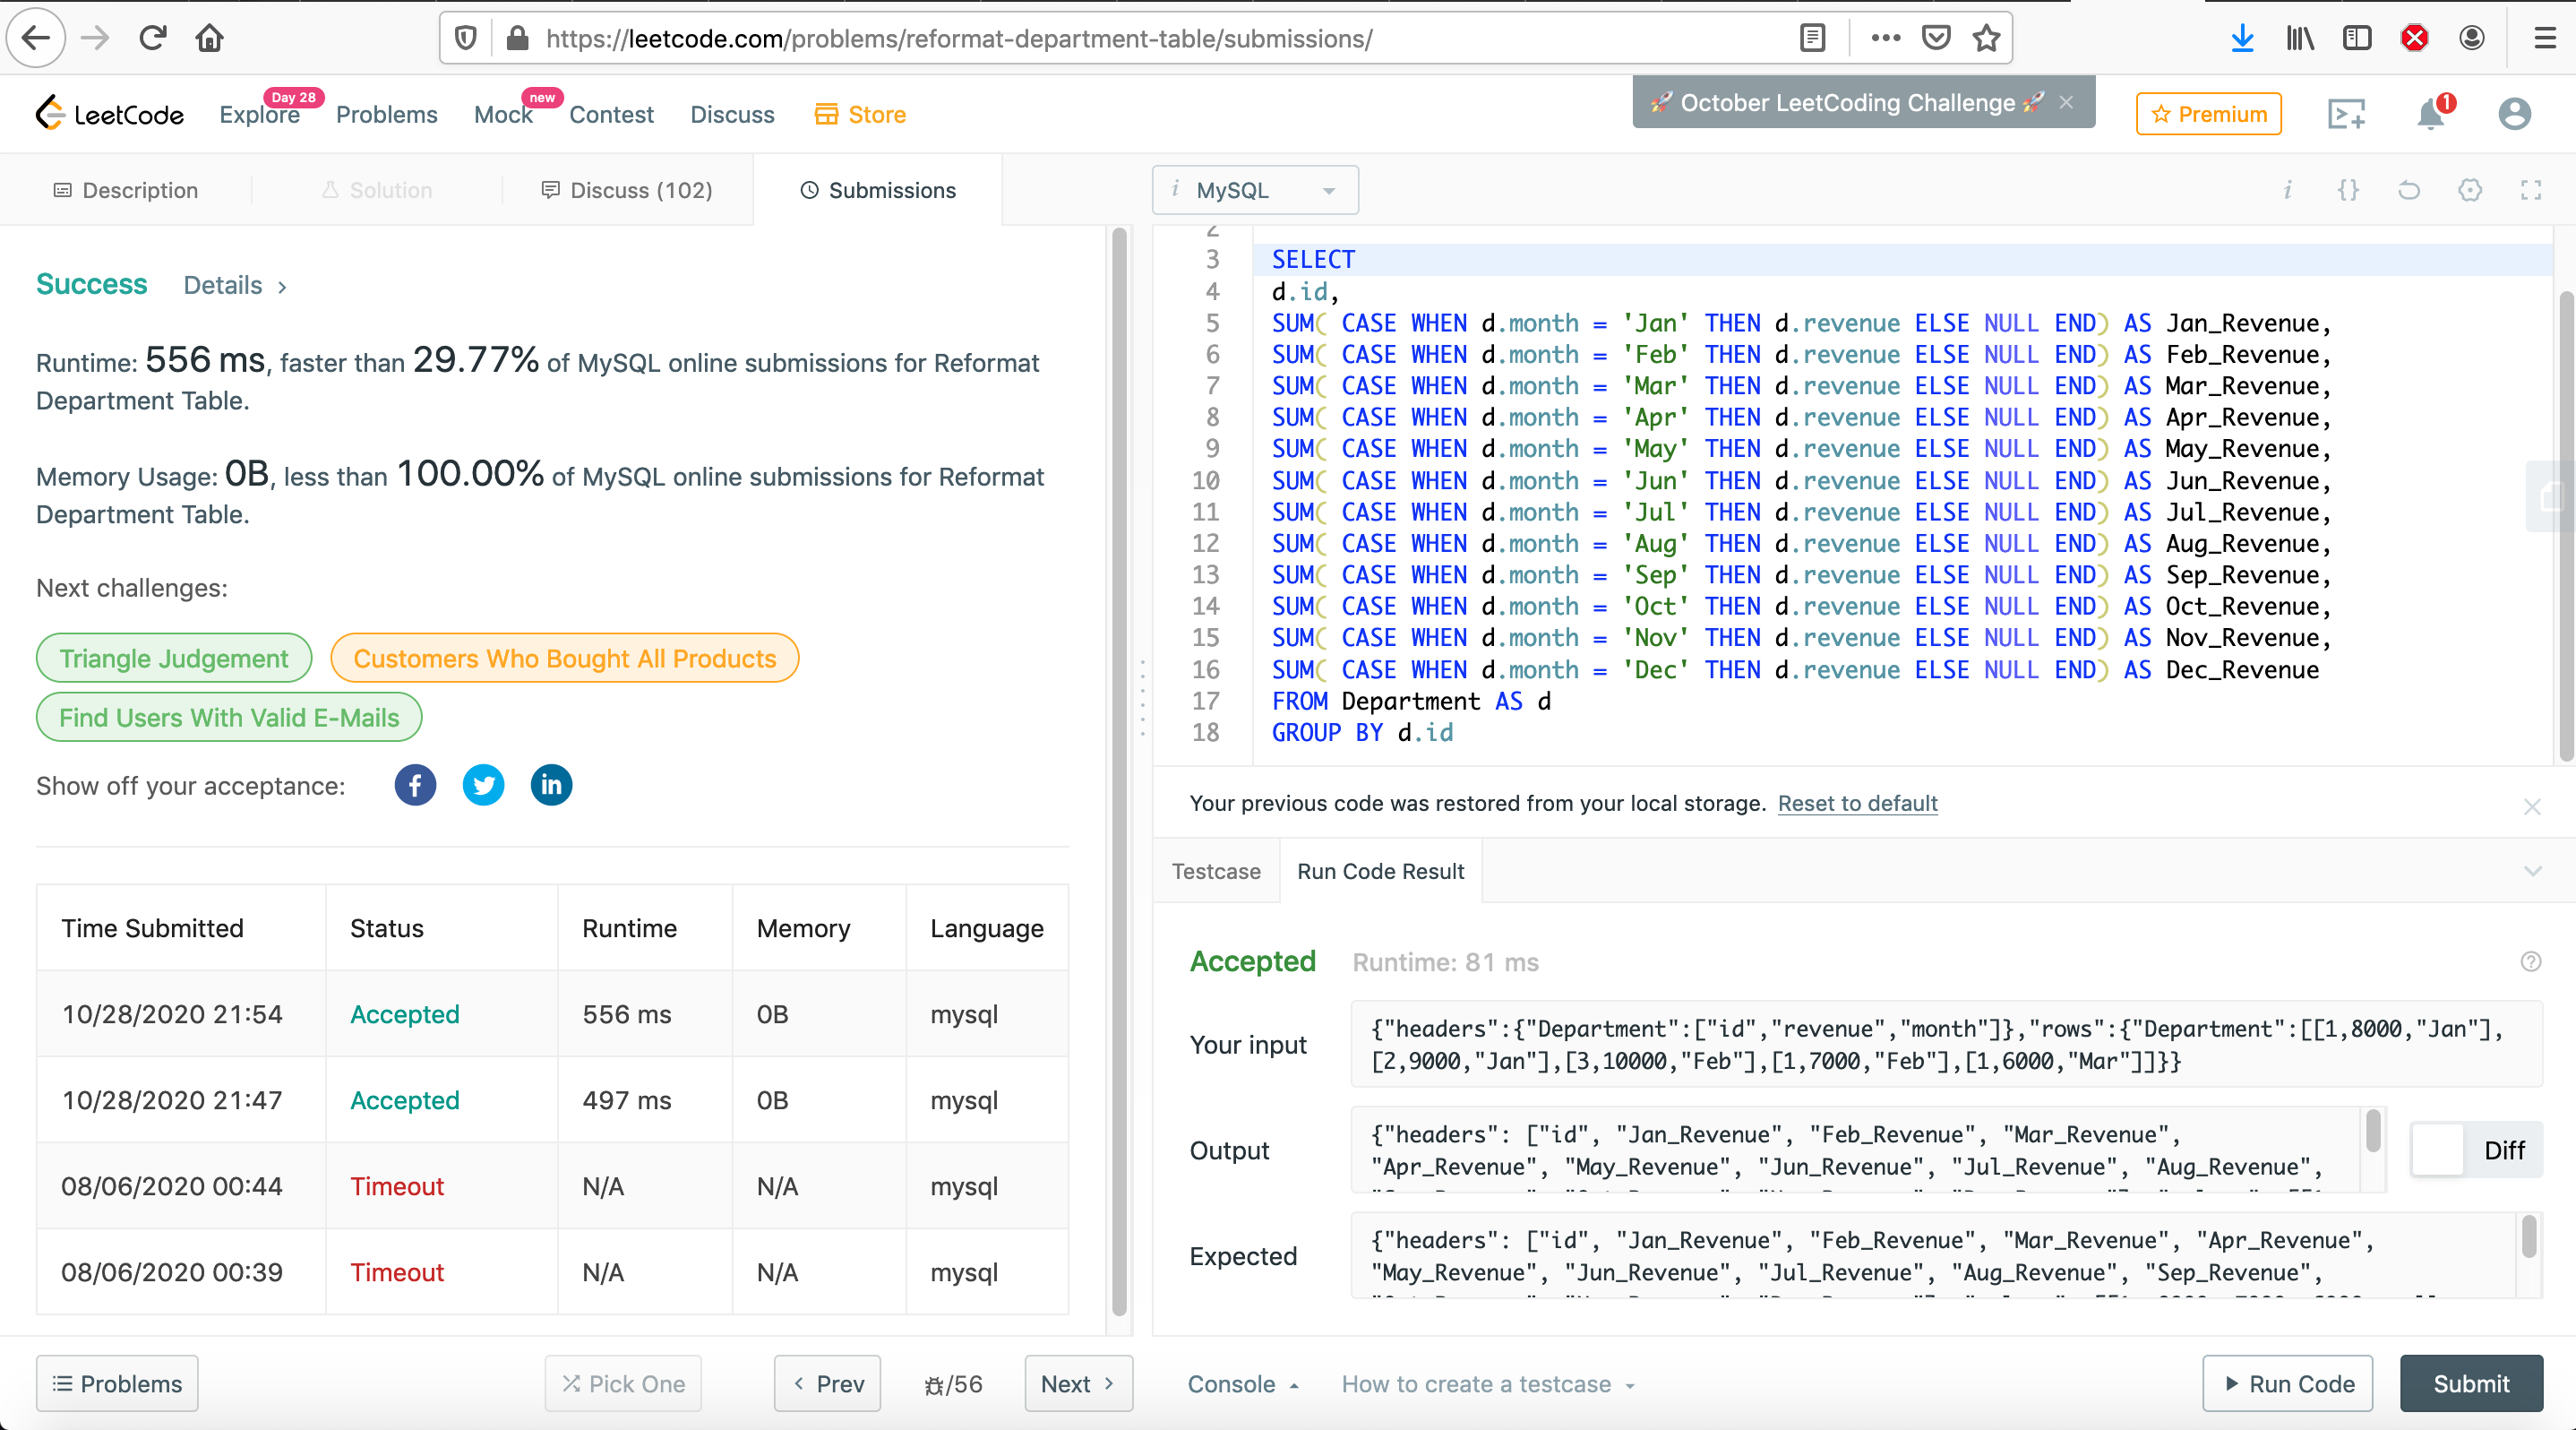 https://leetcode.com/problems/reformat-department-table/submissions/
LeetCode
Explore
Day 28
Problems
Mock
new
Contest
Discuss
Store
🚀 October LeetCoding Challenge 🚀 ×
Premium
1
Description
Solution
Discuss (102)
Submissions
i MySQL
Success Details >
Runtime: 556 ms, faster than 29.77% of MySQL online submissions for Reformat
Department Table.
Memory Usage: 0B, less than 100.00% of MySQL online submissions for Reformat
Department Table.
Next challenges:
Triangle Judgement
Customers Who Bought All Products
Find Users With Valid E-Mails
Show off your acceptance:
Time Submitted Status Runtime Memory Language
10/28/2020 21:54 Accepted 556 ms 0B mysql
10/28/2020 21:47 Accepted 497 ms 0B mysql
08/06/2020 00:44 Timeout N/A N/A mysql
08/06/2020 00:39 Timeout N/A N/A mysql
Problems
Pick One
< Prev
/56
Next >
2
3 SELECT
4 d.id,
5 SUM( CASE WHEN d.month = 'Jan' THEN d.revenue ELSE NULL END) AS Jan_Revenue,
6 SUM( CASE WHEN d.month = 'Feb' THEN d.revenue ELSE NULL END) AS Feb_Revenue,
7 SUM( CASE WHEN d.month = 'Mar' THEN d.revenue ELSE NULL END) AS Mar_Revenue,
8 SUM( CASE WHEN d.month = 'Apr' THEN d.revenue ELSE NULL END) AS Apr_Revenue,
9 SUM( CASE WHEN d.month = 'May' THEN d.revenue ELSE NULL END) AS May_Revenue,
10 SUM( CASE WHEN d.month = 'Jun' THEN d.revenue ELSE NULL END) AS Jun_Revenue,
11 SUM( CASE WHEN d.month = 'Jul' THEN d.revenue ELSE NULL END) AS Jul_Revenue,
12 SUM( CASE WHEN d.month = 'Aug' THEN d.revenue ELSE NULL END) AS Aug_Revenue,
13 SUM( CASE WHEN d.month = 'Sep' THEN d.revenue ELSE NULL END) AS Sep_Revenue,
14 SUM( CASE WHEN d.month = 'Oct' THEN d.revenue ELSE NULL END) AS Oct_Revenue,
15 SUM( CASE WHEN d.month = 'Nov' THEN d.revenue ELSE NULL END) AS Nov_Revenue,
16 SUM( CASE WHEN d.month = 'Dec' THEN d.revenue ELSE NULL END) AS Dec_Revenue
17 FROM Department AS d
18 GROUP BY d.id
Your previous code was restored from your local storage. Reset to default
Testcase Run Code Result
Accepted Runtime: 81 ms
Your input
{"headers":{"Department":["id","revenue","month"]},"rows":{"Department":[[1,8000,"Jan"],
[2,9000,"Jan"],[3,10000,"Feb"],[1,7000,"Feb"],[1,6000,"Mar"]]}}
Output
{"headers": ["id", "Jan_Revenue", "Feb_Revenue", "Mar_Revenue",
"Apr_Revenue", "May_Revenue", "Jun_Revenue", "Jul_Revenue", "Aug_Revenue",
Diff
Expected
{"headers": ["id", "Jan_Revenue", "Feb_Revenue", "Mar_Revenue", "Apr_Revenue",
"May_Revenue", "Jun_Revenue", "Jul_Revenue", "Aug_Revenue", "Sep_Revenue",
Console
How to create a testcase
Run Code
Submit